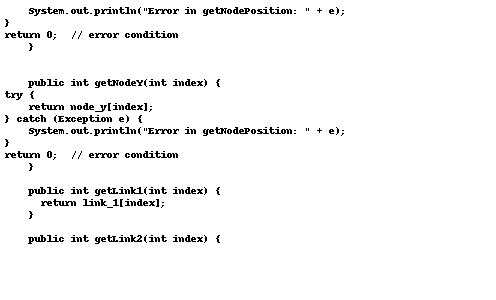 System.out.println("Error in getNodePosition: " + e);
}
return 0;  // error condition
    }
    public int getNodeY(int index) {
try {
    return node_y[index];
} catch (Exception e) {
    System.out.println("Error in getNodePosition: " + e);
}
return 0;  // error condition
    }
    public int getLink1(int index) {
      return link_1[index];
    }
    public int getLink2(int index) {